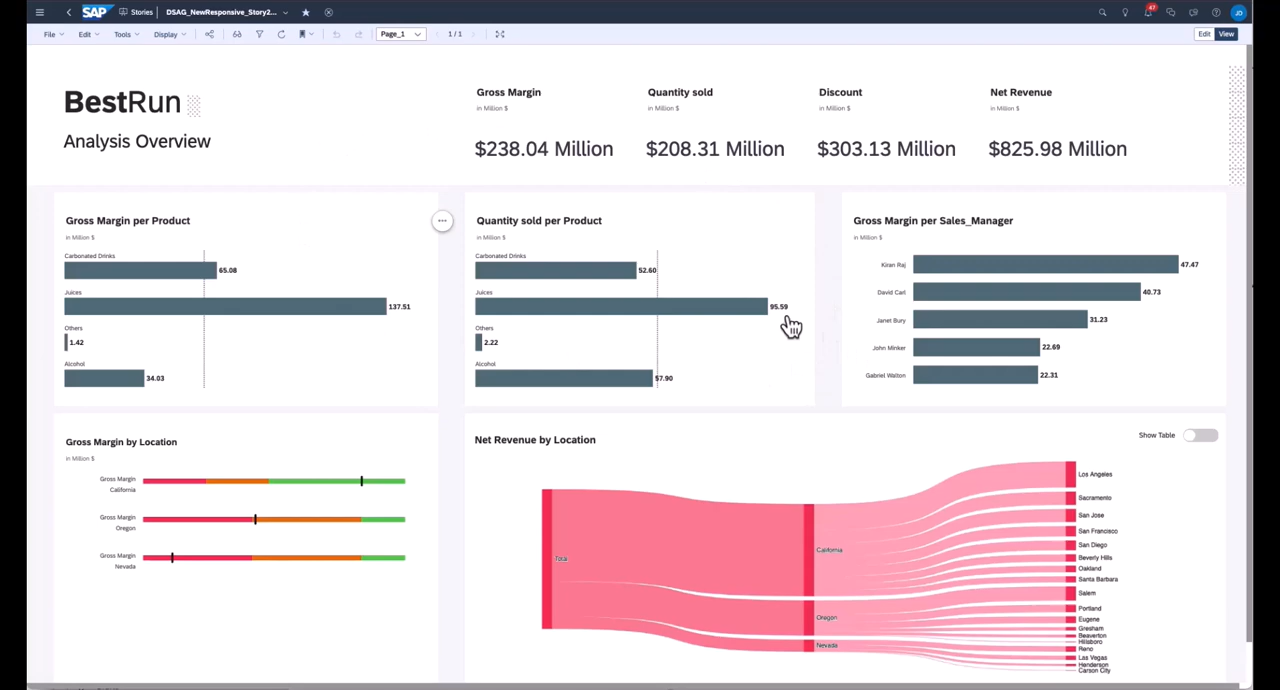 SAP Stories DSAG_NewResponsive_Story2... 47 JD
File Edit Tools Display Page_1 1 / 1 Edit View
BestRun
Analysis Overview
Gross Margin
in Million $
$238.04 Million
Quantity sold
in Million $
$208.31 Million
Discount
in Million $
$303.13 Million
Net Revenue
in Million $
$825.98 Million
Gross Margin per Product
in Million $
Carbonated Drinks
65.08
Juices
137.51
Others
1.42
Alcohol
34.03
Quantity sold per Product
in Million $
Carbonated Drinks
52.60
Juices
95.59
Others
2.22
Alcohol
57.90
Gross Margin per Sales_Manager
in Million $
Kiran Raj 47.47
David Carl 40.73
Janet Bury 31.23
John Minker 22.69
Gabriel Walton 22.31
Gross Margin by Location
in Million $
Gross Margin
California
Gross Margin
Oregon
Gross Margin
Nevada
Net Revenue by Location
Show Table
Total
California
Oregon
Nevada
Los Angeles
Sacramento
San Jose
San Francisco
San Diego
Beverly Hills
Oakland
Santa Barbara
Salem
Portland
Eugene
Gresham
Beaverton
Hillsboro
Reno
Las Vegas
Henderson
Carson City